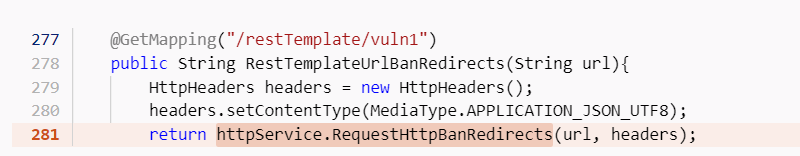 277 @GetMapping("/restTemplate/vuln1")
278 public String RestTemplateUrlBanRedirects(String url){
279 HttpHeaders headers = new HttpHeaders();
280 headers.setContentType(MediaType.APPLICATION_JSON_UTF8);
281 return httpService.RequestHttpBanRedirects(url, headers);